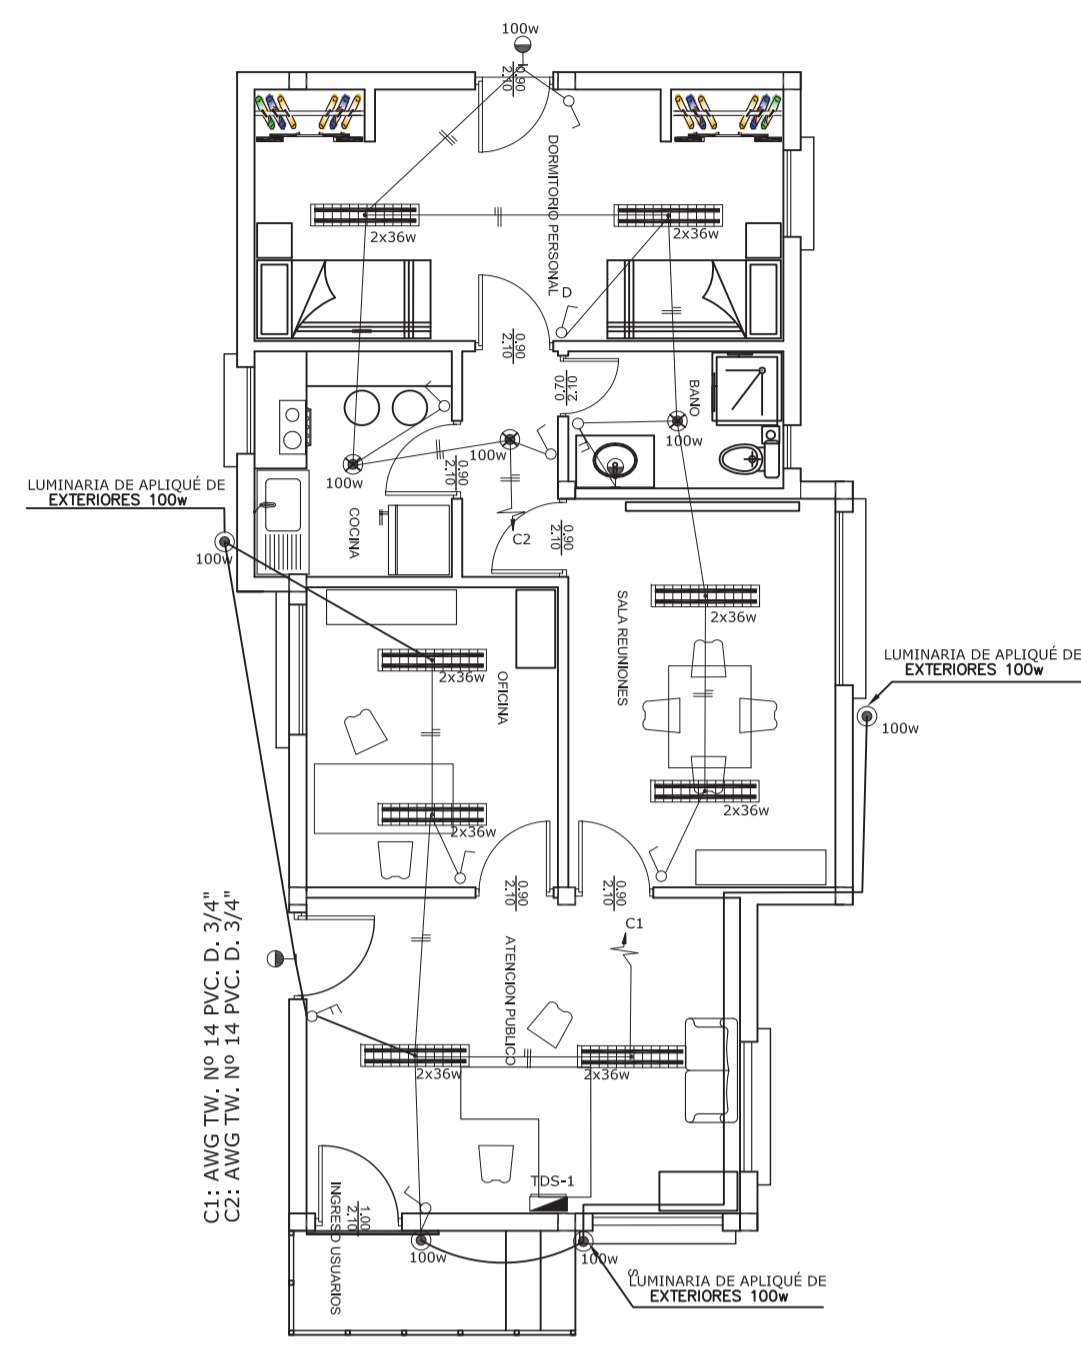 100w
0.90
2.10
DORMITORIO PERSONAL
2x36w
2x36w
D
0.90
2.10
0.70
2.10
BANO
100w
100w
100w
0.90
2.10
COCINA
C2
0.90
2.10
LUMINARIA DE APLIQUÉ DE
EXTERIORES 100w
100w
SALA REUNIONES
2x36w
2x36w
OFICINA
LUMINARIA DE APLIQUÉ DE
EXTERIORES 100w
100w
2x36w
2x36w
0.90
2.10
0.90
2.10
C1
ATENCION PUBLICO
C1: AWG TW. Nº 14 PVC. D. 3/4"
C2: AWG TW. Nº 14 PVC. D. 3/4"
2x36w
2x36w
TDS-1
1.00
2.10
INGRESO USUARIOS
100w
100w
S
LUMINARIA DE APLIQUÉ DE
EXTERIORES 100w